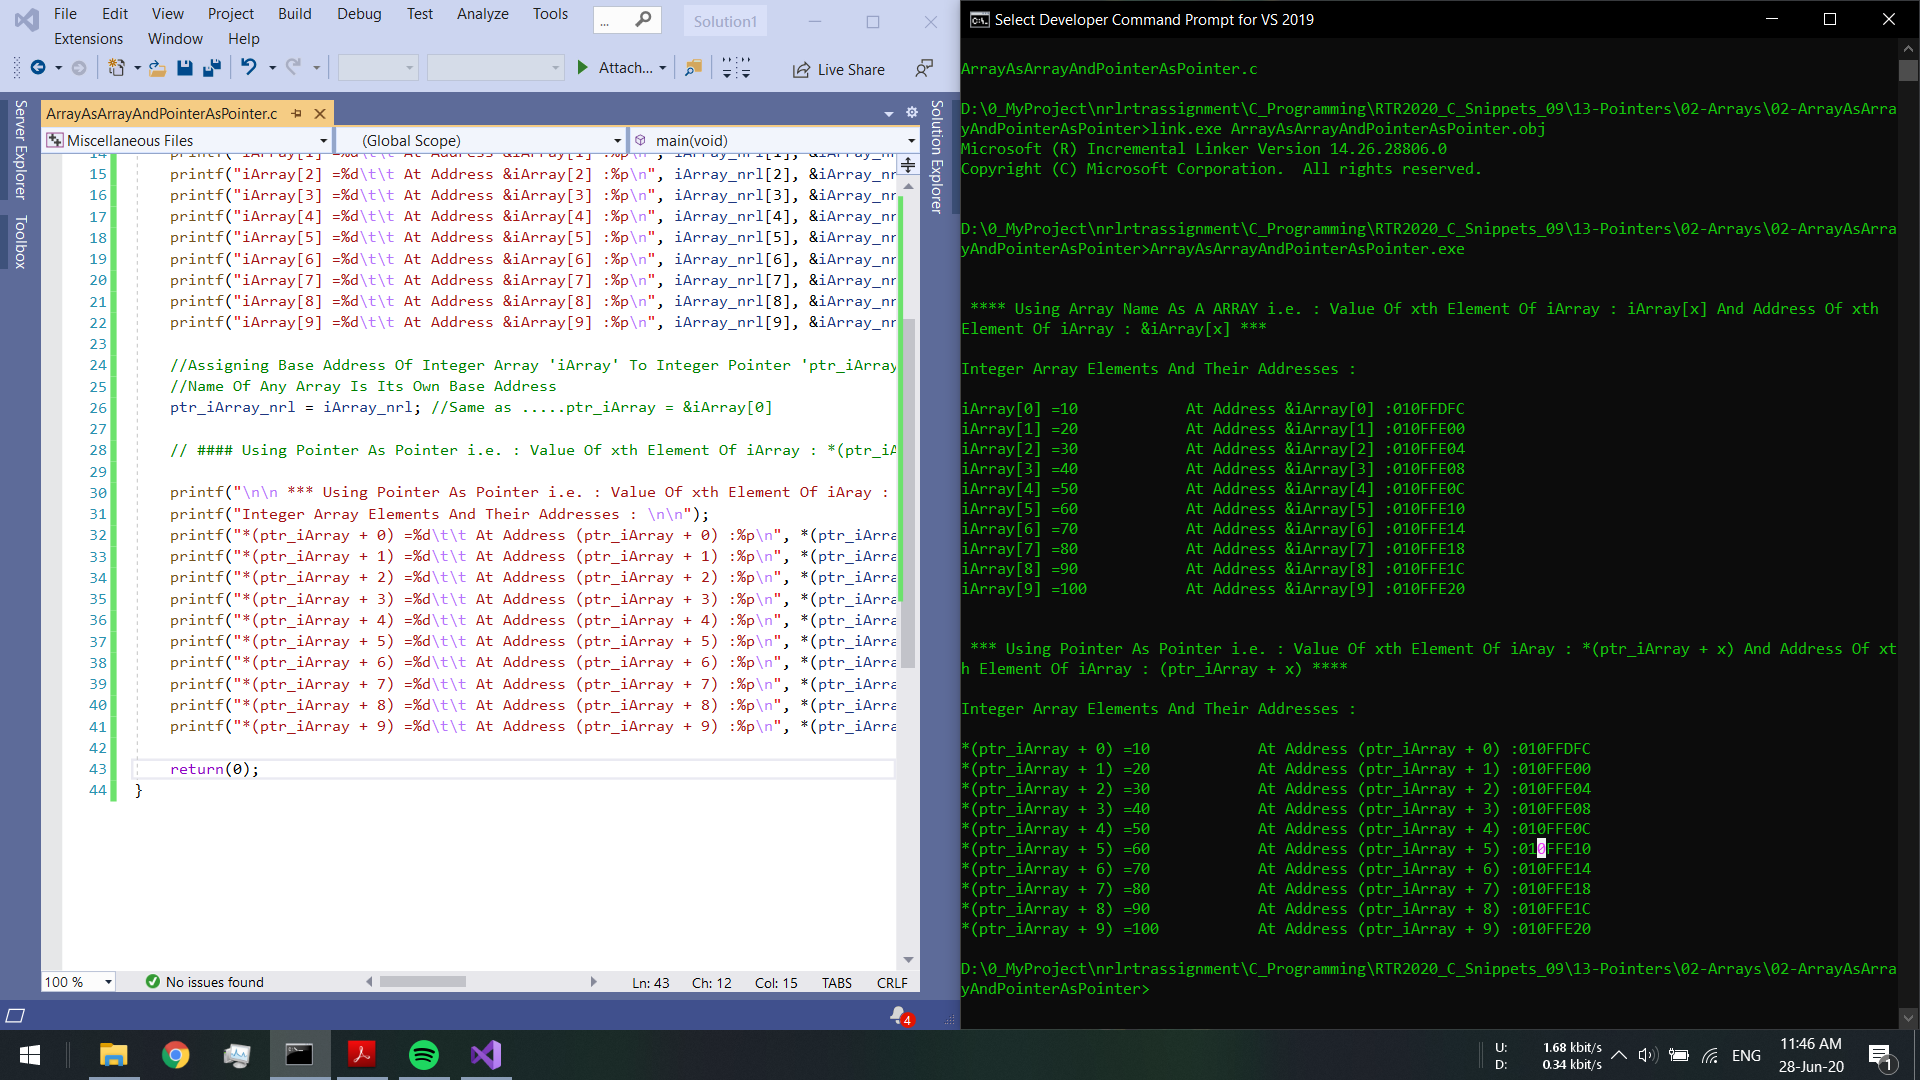 File Edit View Project Build Debug Test Analyze Tools ... Solution1
Extensions Window Help
Attach... Live Share
Server Explorer
Toolbox
Solution Explorer
ArrayAsArrayAndPointerAsPointer.c
Miscellaneous Files (Global Scope) main(void)
14 printf("iArray[1] =%d\t\t At Address &iArray[1] :%p\n", iArray_nrl[1], &iArray_nr
15 printf("iArray[2] =%d\t\t At Address &iArray[2] :%p\n", iArray_nrl[2], &iArray_nr
16 printf("iArray[3] =%d\t\t At Address &iArray[3] :%p\n", iArray_nrl[3], &iArray_nr
17 printf("iArray[4] =%d\t\t At Address &iArray[4] :%p\n", iArray_nrl[4], &iArray_nr
18 printf("iArray[5] =%d\t\t At Address &iArray[5] :%p\n", iArray_nrl[5], &iArray_nr
19 printf("iArray[6] =%d\t\t At Address &iArray[6] :%p\n", iArray_nrl[6], &iArray_nr
20 printf("iArray[7] =%d\t\t At Address &iArray[7] :%p\n", iArray_nrl[7], &iArray_nr
21 printf("iArray[8] =%d\t\t At Address &iArray[8] :%p\n", iArray_nrl[8], &iArray_nr
22 printf("iArray[9] =%d\t\t At Address &iArray[9] :%p\n", iArray_nrl[9], &iArray_nr
23
24 //Assigning Base Address Of Integer Array 'iArray' To Integer Pointer 'ptr_iArray
25 //Name Of Any Array Is Its Own Base Address
26 ptr_iArray_nrl = iArray_nrl; //Same as .....ptr_iArray = &iArray[0]
27
28 // #### Using Pointer As Pointer i.e. : Value Of xth Element Of iArray : *(ptr_iA
29
30 printf("\n\n *** Using Pointer As Pointer i.e. : Value Of xth Element Of iAray :
31 printf("Integer Array Elements And Their Addresses : \n\n");
32 printf("*(ptr_iArray + 0) =%d\t\t At Address (ptr_iArray + 0) :%p\n", *(ptr_iArra
33 printf("*(ptr_iArray + 1) =%d\t\t At Address (ptr_iArray + 1) :%p\n", *(ptr_iArra
34 printf("*(ptr_iArray + 2) =%d\t\t At Address (ptr_iArray + 2) :%p\n", *(ptr_iArra
35 printf("*(ptr_iArray + 3) =%d\t\t At Address (ptr_iArray + 3) :%p\n", *(ptr_iArra
36 printf("*(ptr_iArray + 4) =%d\t\t At Address (ptr_iArray + 4) :%p\n", *(ptr_iArra
37 printf("*(ptr_iArray + 5) =%d\t\t At Address (ptr_iArray + 5) :%p\n", *(ptr_iArra
38 printf("*(ptr_iArray + 6) =%d\t\t At Address (ptr_iArray + 6) :%p\n", *(ptr_iArra
39 printf("*(ptr_iArray + 7) =%d\t\t At Address (ptr_iArray + 7) :%p\n", *(ptr_iArra
40 printf("*(ptr_iArray + 8) =%d\t\t At Address (ptr_iArray + 8) :%p\n", *(ptr_iArra
41 printf("*(ptr_iArray + 9) =%d\t\t At Address (ptr_iArray + 9) :%p\n", *(ptr_iArra
42
43 return(0);
44 }
100 % No issues found Ln: 43 Ch: 12 Col: 15 TABS CRLF
4
Select Developer Command Prompt for VS 2019
ArrayAsArrayAndPointerAsPointer.c
D:\0_MyProject\nrlrtrassignment\C_Programming\RTR2020_C_Snippets_09\13-Pointers\02-Arrays\02-ArrayAsArra
yAndPointerAsPointer>link.exe ArrayAsArrayAndPointerAsPointer.obj
Microsoft (R) Incremental Linker Version 14.26.28806.0
Copyright (C) Microsoft Corporation.  All rights reserved.
D:\0_MyProject\nrlrtrassignment\C_Programming\RTR2020_C_Snippets_09\13-Pointers\02-Arrays\02-ArrayAsArra
yAndPointerAsPointer>ArrayAsArrayAndPointerAsPointer.exe
**** Using Array Name As A ARRAY i.e. : Value Of xth Element Of iArray : iArray[x] And Address Of xth
Element Of iArray : &iArray[x] ***
Integer Array Elements And Their Addresses :
iArray[0] =10 At Address &iArray[0] :010FFDFC
iArray[1] =20 At Address &iArray[1] :010FFE00
iArray[2] =30 At Address &iArray[2] :010FFE04
iArray[3] =40 At Address &iArray[3] :010FFE08
iArray[4] =50 At Address &iArray[4] :010FFE0C
iArray[5] =60 At Address &iArray[5] :010FFE10
iArray[6] =70 At Address &iArray[6] :010FFE14
iArray[7] =80 At Address &iArray[7] :010FFE18
iArray[8] =90 At Address &iArray[8] :010FFE1C
iArray[9] =100 At Address &iArray[9] :010FFE20
*** Using Pointer As Pointer i.e. : Value Of xth Element Of iAray : *(ptr_iArray + x) And Address Of xt
h Element Of iArray : (ptr_iArray + x) ****
Integer Array Elements And Their Addresses :
*(ptr_iArray + 0) =10 At Address (ptr_iArray + 0) :010FFDFC
*(ptr_iArray + 1) =20 At Address (ptr_iArray + 1) :010FFE00
*(ptr_iArray + 2) =30 At Address (ptr_iArray + 2) :010FFE04
*(ptr_iArray + 3) =40 At Address (ptr_iArray + 3) :010FFE08
*(ptr_iArray + 4) =50 At Address (ptr_iArray + 4) :010FFE0C
*(ptr_iArray + 5) =60 At Address (ptr_iArray + 5) :010FFE10
*(ptr_iArray + 6) =70 At Address (ptr_iArray + 6) :010FFE14
*(ptr_iArray + 7) =80 At Address (ptr_iArray + 7) :010FFE18
*(ptr_iArray + 8) =90 At Address (ptr_iArray + 8) :010FFE1C
*(ptr_iArray + 9) =100 At Address (ptr_iArray + 9) :010FFE20
D:\0_MyProject\nrlrtrassignment\C_Programming\RTR2020_C_Snippets_09\13-Pointers\02-Arrays\02-ArrayAsArra
yAndPointerAsPointer>
U: 1.68 kbit/s
D: 0.34 kbit/s
ENG
11:46 AM
28-Jun-20
1